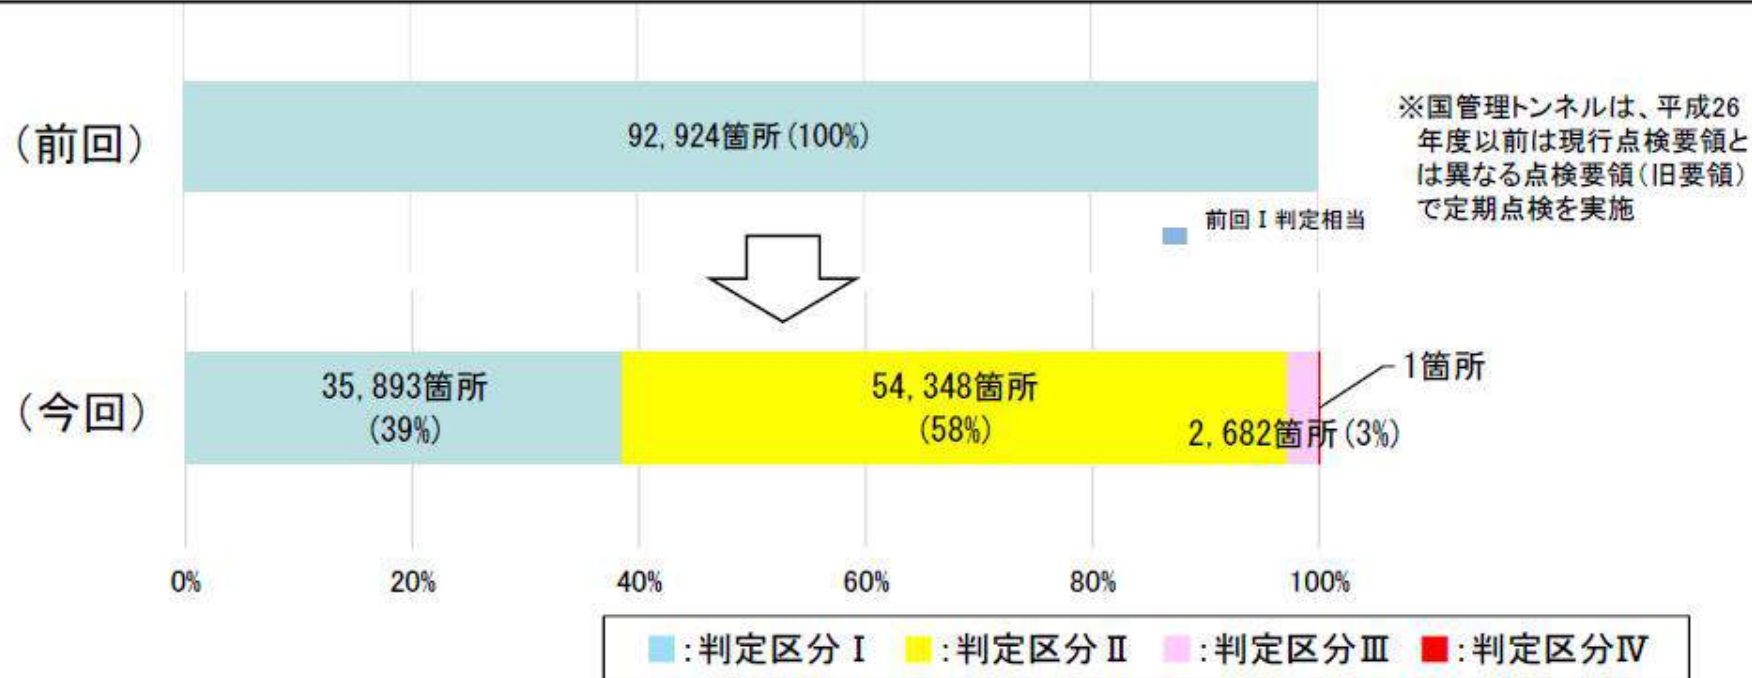 （前回）
92,924箇所(100%)
※国管理トンネルは、平成26
年度以前は現行点検要領と
は異なる点検要領（旧要領）
で定期点検を実施
前回Ⅰ判定相当
（今回）
35,893箇所
(39%)
54,348箇所
(58%)
2,682箇所(3%)
1箇所
0% 20% 40% 60% 80% 100%
:判定区分Ⅰ :判定区分Ⅱ :判定区分Ⅲ :判定区分Ⅳ